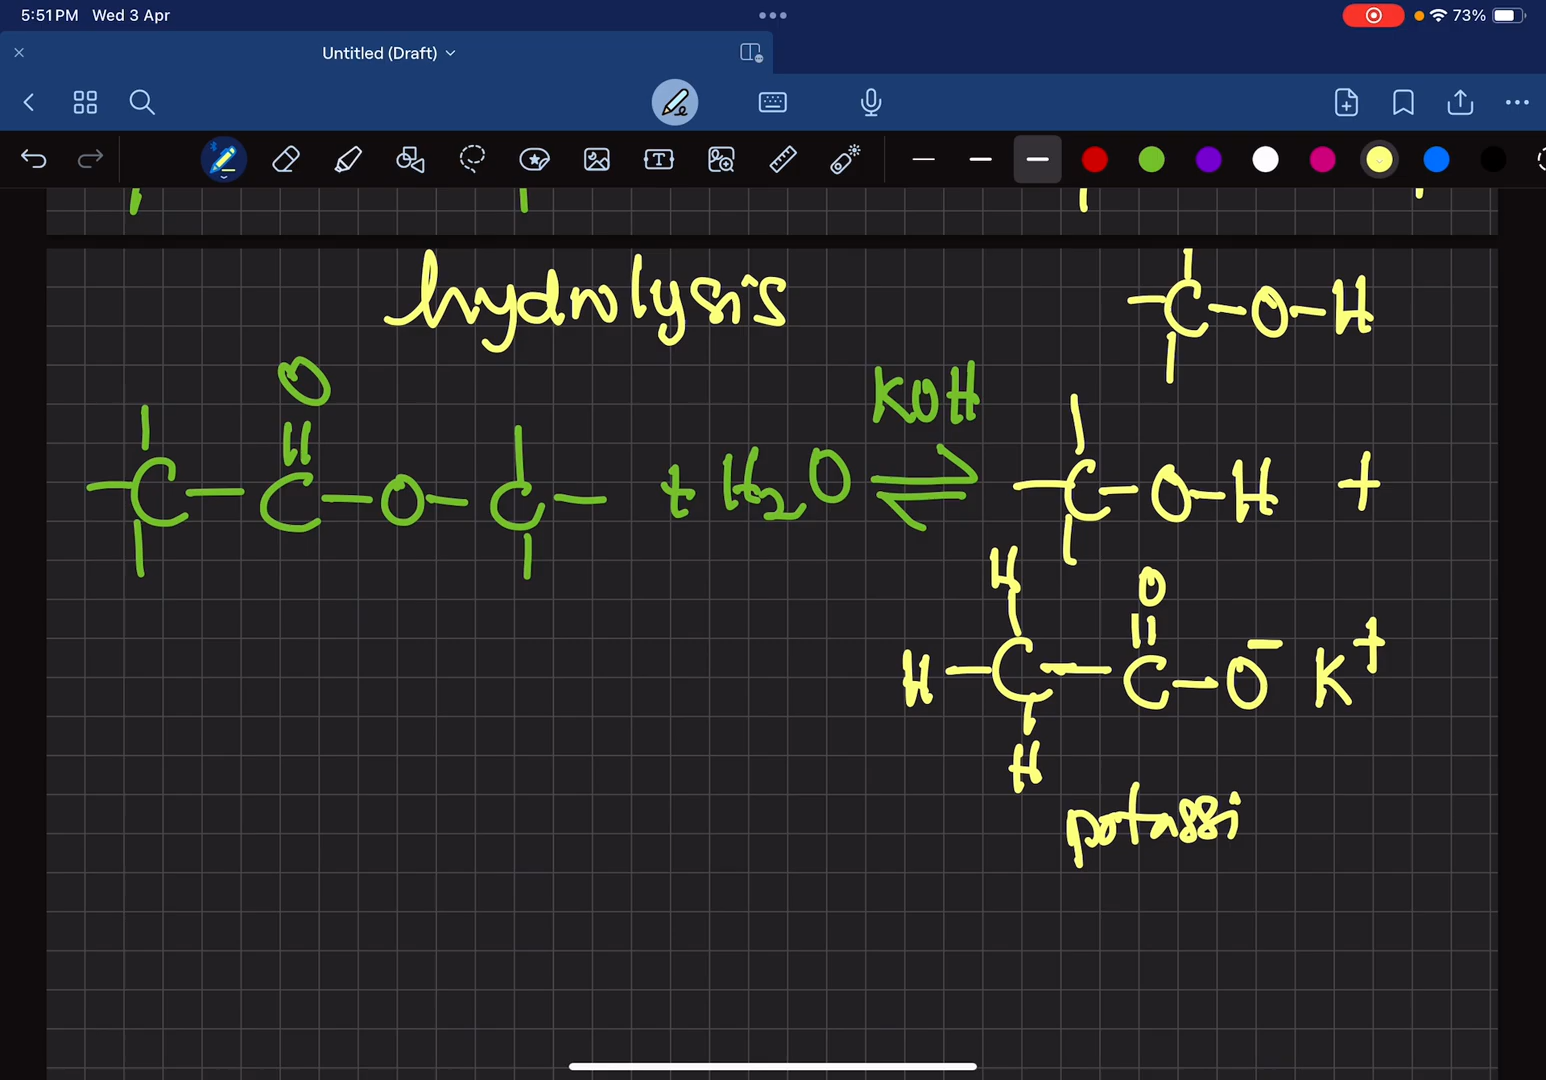 5:51 PM Wed 3 Apr
73%
Untitled (Draft)
hydrolysis
C-O-H
O
KOH
C-C-O-C- + H₂O ⇌ -C-O-H +
H
O
H-C-C-O⁻ K⁺
H
potassi